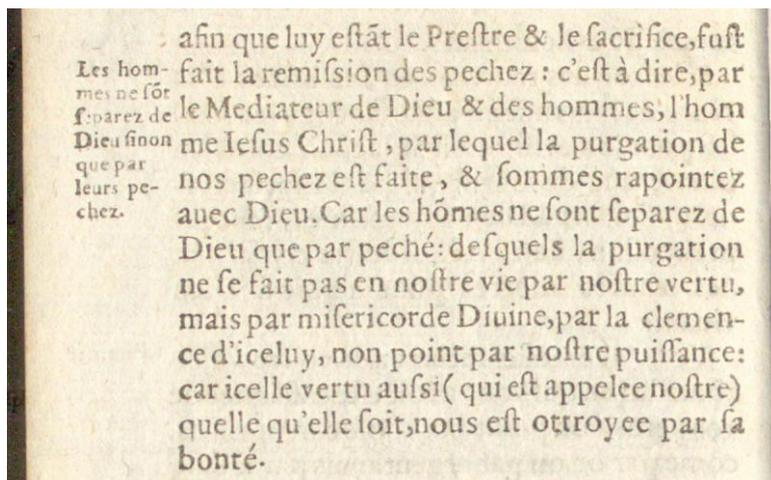 afin que luy eſtãt le Preſtre & le ſacrifice,fuſt
fait la remiſſion des pechez : c'eſt à dire,par
le Mediateur de Dieu & des hommes, l'hom
me Ieſus Chriſt , par lequel la purgation de
nos pechez eſt faite , & ſommes rapointez
auec Dieu. Car les hõmes ne ſont ſeparez de
Dieu que par peché: deſquels la purgation
ne ſe fait pas en noſtre vie par noſtre vertu,
mais par miſericorde Diuine,par la clemen-
ce d'iceluy, non point par noſtre puiſſance:
car icelle vertu auſsi( qui eſt appelee noſtre)
quelle qu'elle ſoit,nous eſt ottroyee par ſa
bonté.
Les hom-
mes ne ſõt
ſeparez de
Dieu ſinon
que par
leurs pe-
chez.